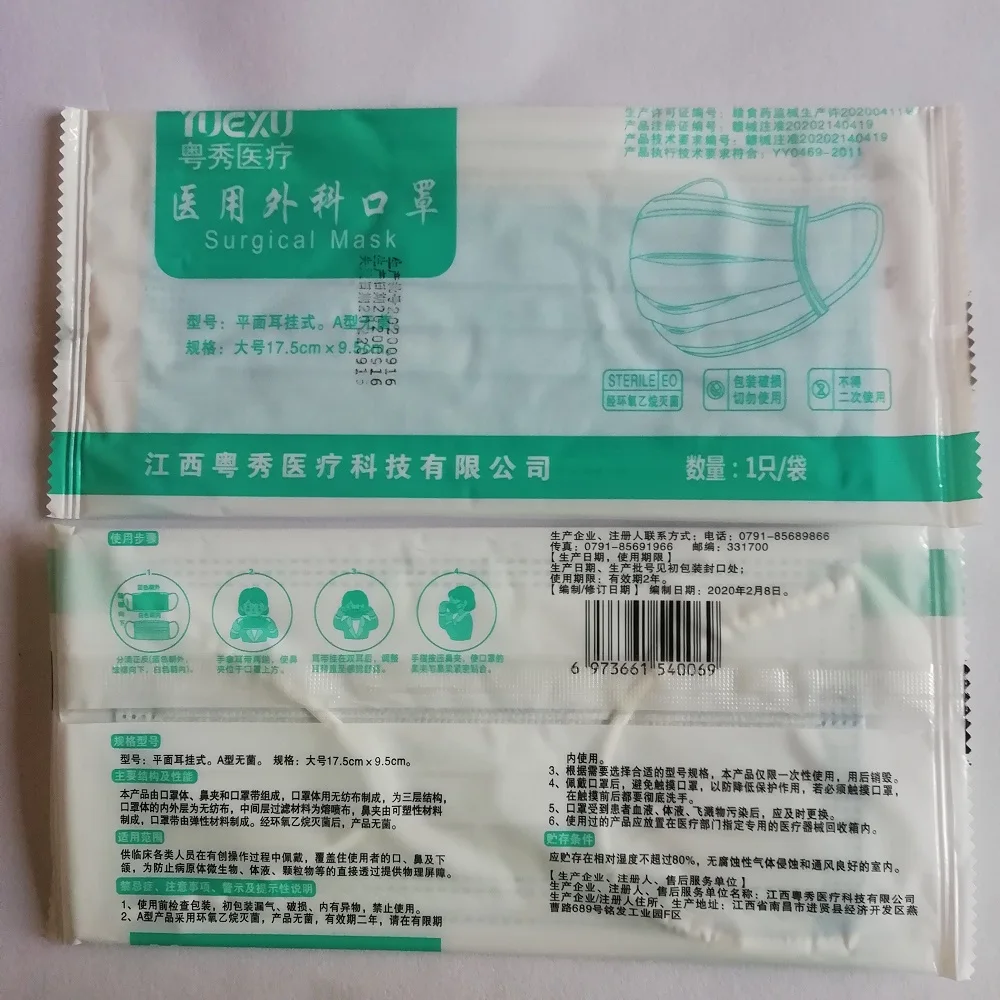 YUEXU
粤秀医疗
医用外科口罩
Surgical Mask
型号：平面耳挂式。A型
规格：大号17.5cm×9.5cm
生产许可证编号：赣食药监械生产许2020041
产品注册证编号：赣械注准20202140419
产品技术要求编号：赣械注准20202140419
产品执行技术要求符合：YY0469-2011
STERILE EO
经环氧乙烷灭菌
包装破损
切勿使用
不得
二次使用
江西粤秀医疗科技有限公司
数量：1只/袋
使用步骤
1
2
3
4
手拿耳带两端，使鼻
夹位于口罩上方。
生产企业、注册人联系方式：电话：0791-85689866
传真：0791-85691966 邮编：331700
【生产日期，使用期限】
生产日期、生产批号见初包装封口处；
使用期限：有效期2年。
【编制/修订日期】 编制日期：2020年2月8日。
6 973661 540069
规格型号
型号：平面耳挂式。A型无菌。 规格：大号17.5cm x 9.5cm。
主要结构及性能
本产品由口罩体、鼻夹和口罩带组成，口罩体用无纺布制成，为三层结构，
口罩体的内外层为无纺布，中间层过滤材料为熔喷布，鼻夹由可塑性材料
制成，口罩带由弹性材料制成。经环氧乙烷灭菌后，产品无菌。
适用范围
供临床各类人员在有创操作过程中佩戴，覆盖住使用者的口、鼻及下
颌，为防止病原体微生物、体液、颗粒物等的直接透过提供物理屏障。
禁忌症、注意事项、警示及提示性说明
1、使用前检查包装，初包装漏气、破损、内有异物，禁止使用。
2、A型产品采用环氧乙烷灭菌，产品无菌，有效期二年，请在有限期
内使用。
3、根据需要选择合适的型号规格，本产品仅限一次性使用，用后销毁。
4、佩戴口罩后，避免触摸口罩，以防降低保护作用，若必须触摸口罩，
在触摸前后都要彻底洗手。
5、口罩受到患者血液、体液、飞溅物污染后，应及时更换。
6、使用过的产品应放置在医疗部门指定专用的医疗器械回收箱内。
贮存条件
应贮存在相对湿度不超过80%，无腐蚀性气体侵蚀和通风良好的室内。
【生产企业、注册人、售后服务单位】
生产企业、注册人、售后服务单位名称：江西粤秀医疗科技有限公司
生产企业/注册人住所、生产地址：江西省南昌市进贤县经济开发区燕
曹路689号铭发工业园F区